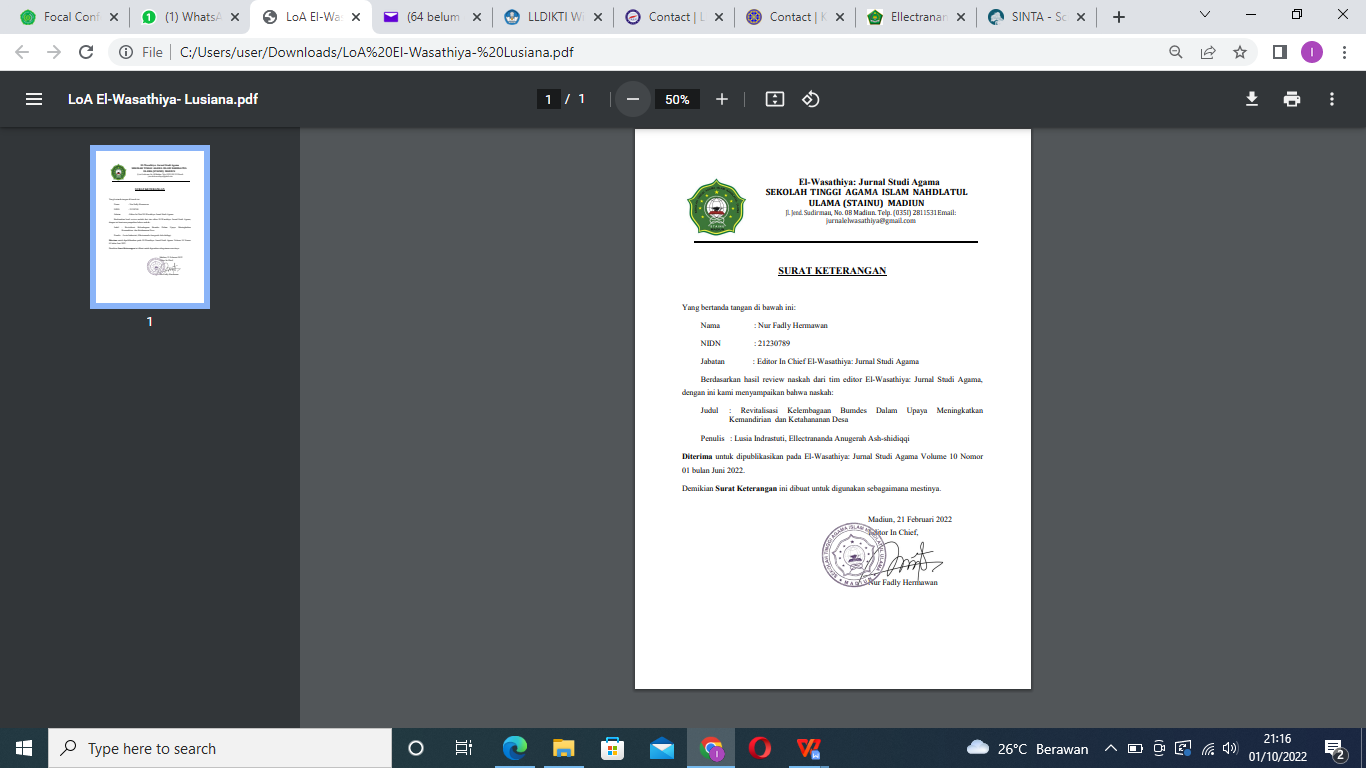 Focal Conf
(1) WhatsA
LoA El-Was
(64 belum
LLDIKTI Wi
Contact | L
Contact | K
Ellectranan
SINTA - Sc
File
C:/Users/user/Downloads/LoA%20El-Wasathiya-%20Lusiana.pdf
I
LoA El-Wasathiya- Lusiana.pdf
1 / 1
50%
1
El-Wasathiya: Jurnal Studi Agama
SEKOLAH TINGGI AGAMA ISLAM NAHDLATUL
ULAMA (STAINU) MADIUN
Jl. Jend. Sudirman, No. 08 Madiun. Telp. (0351) 2811531 Email:
jurnalelwasathiya@gmail.com
SURAT KETERANGAN
Yang bertanda tangan di bawah ini:
Nama : Nur Fadly Hermawan
NIDN : 21230789
Jabatan : Editor In Chief El-Wasathiya: Jurnal Studi Agama
Berdasarkan hasil review naskah dari tim editor El-Wasathiya: Jurnal Studi Agama,
dengan ini kami menyampaikan bahwa naskah:
Judul : Revitalisasi Kelembagaan Bumdes Dalam Upaya Meningkatkan
Kemandirian dan Ketahananan Desa
Penulis : Lusia Indrastuti, Ellectrananda Anugerah Ash-shidiqqi
Diterima untuk dipublikasikan pada El-Wasathiya: Jurnal Studi Agama Volume 10 Nomor
01 bulan Juni 2022.
Demikian Surat Keterangan ini dibuat untuk digunakan sebagaimana mestinya.
Madiun, 21 Februari 2022
Editor In Chief,
Nur Fadly Hermawan
Type here to search
26°C Berawan
21:16
01/10/2022
2